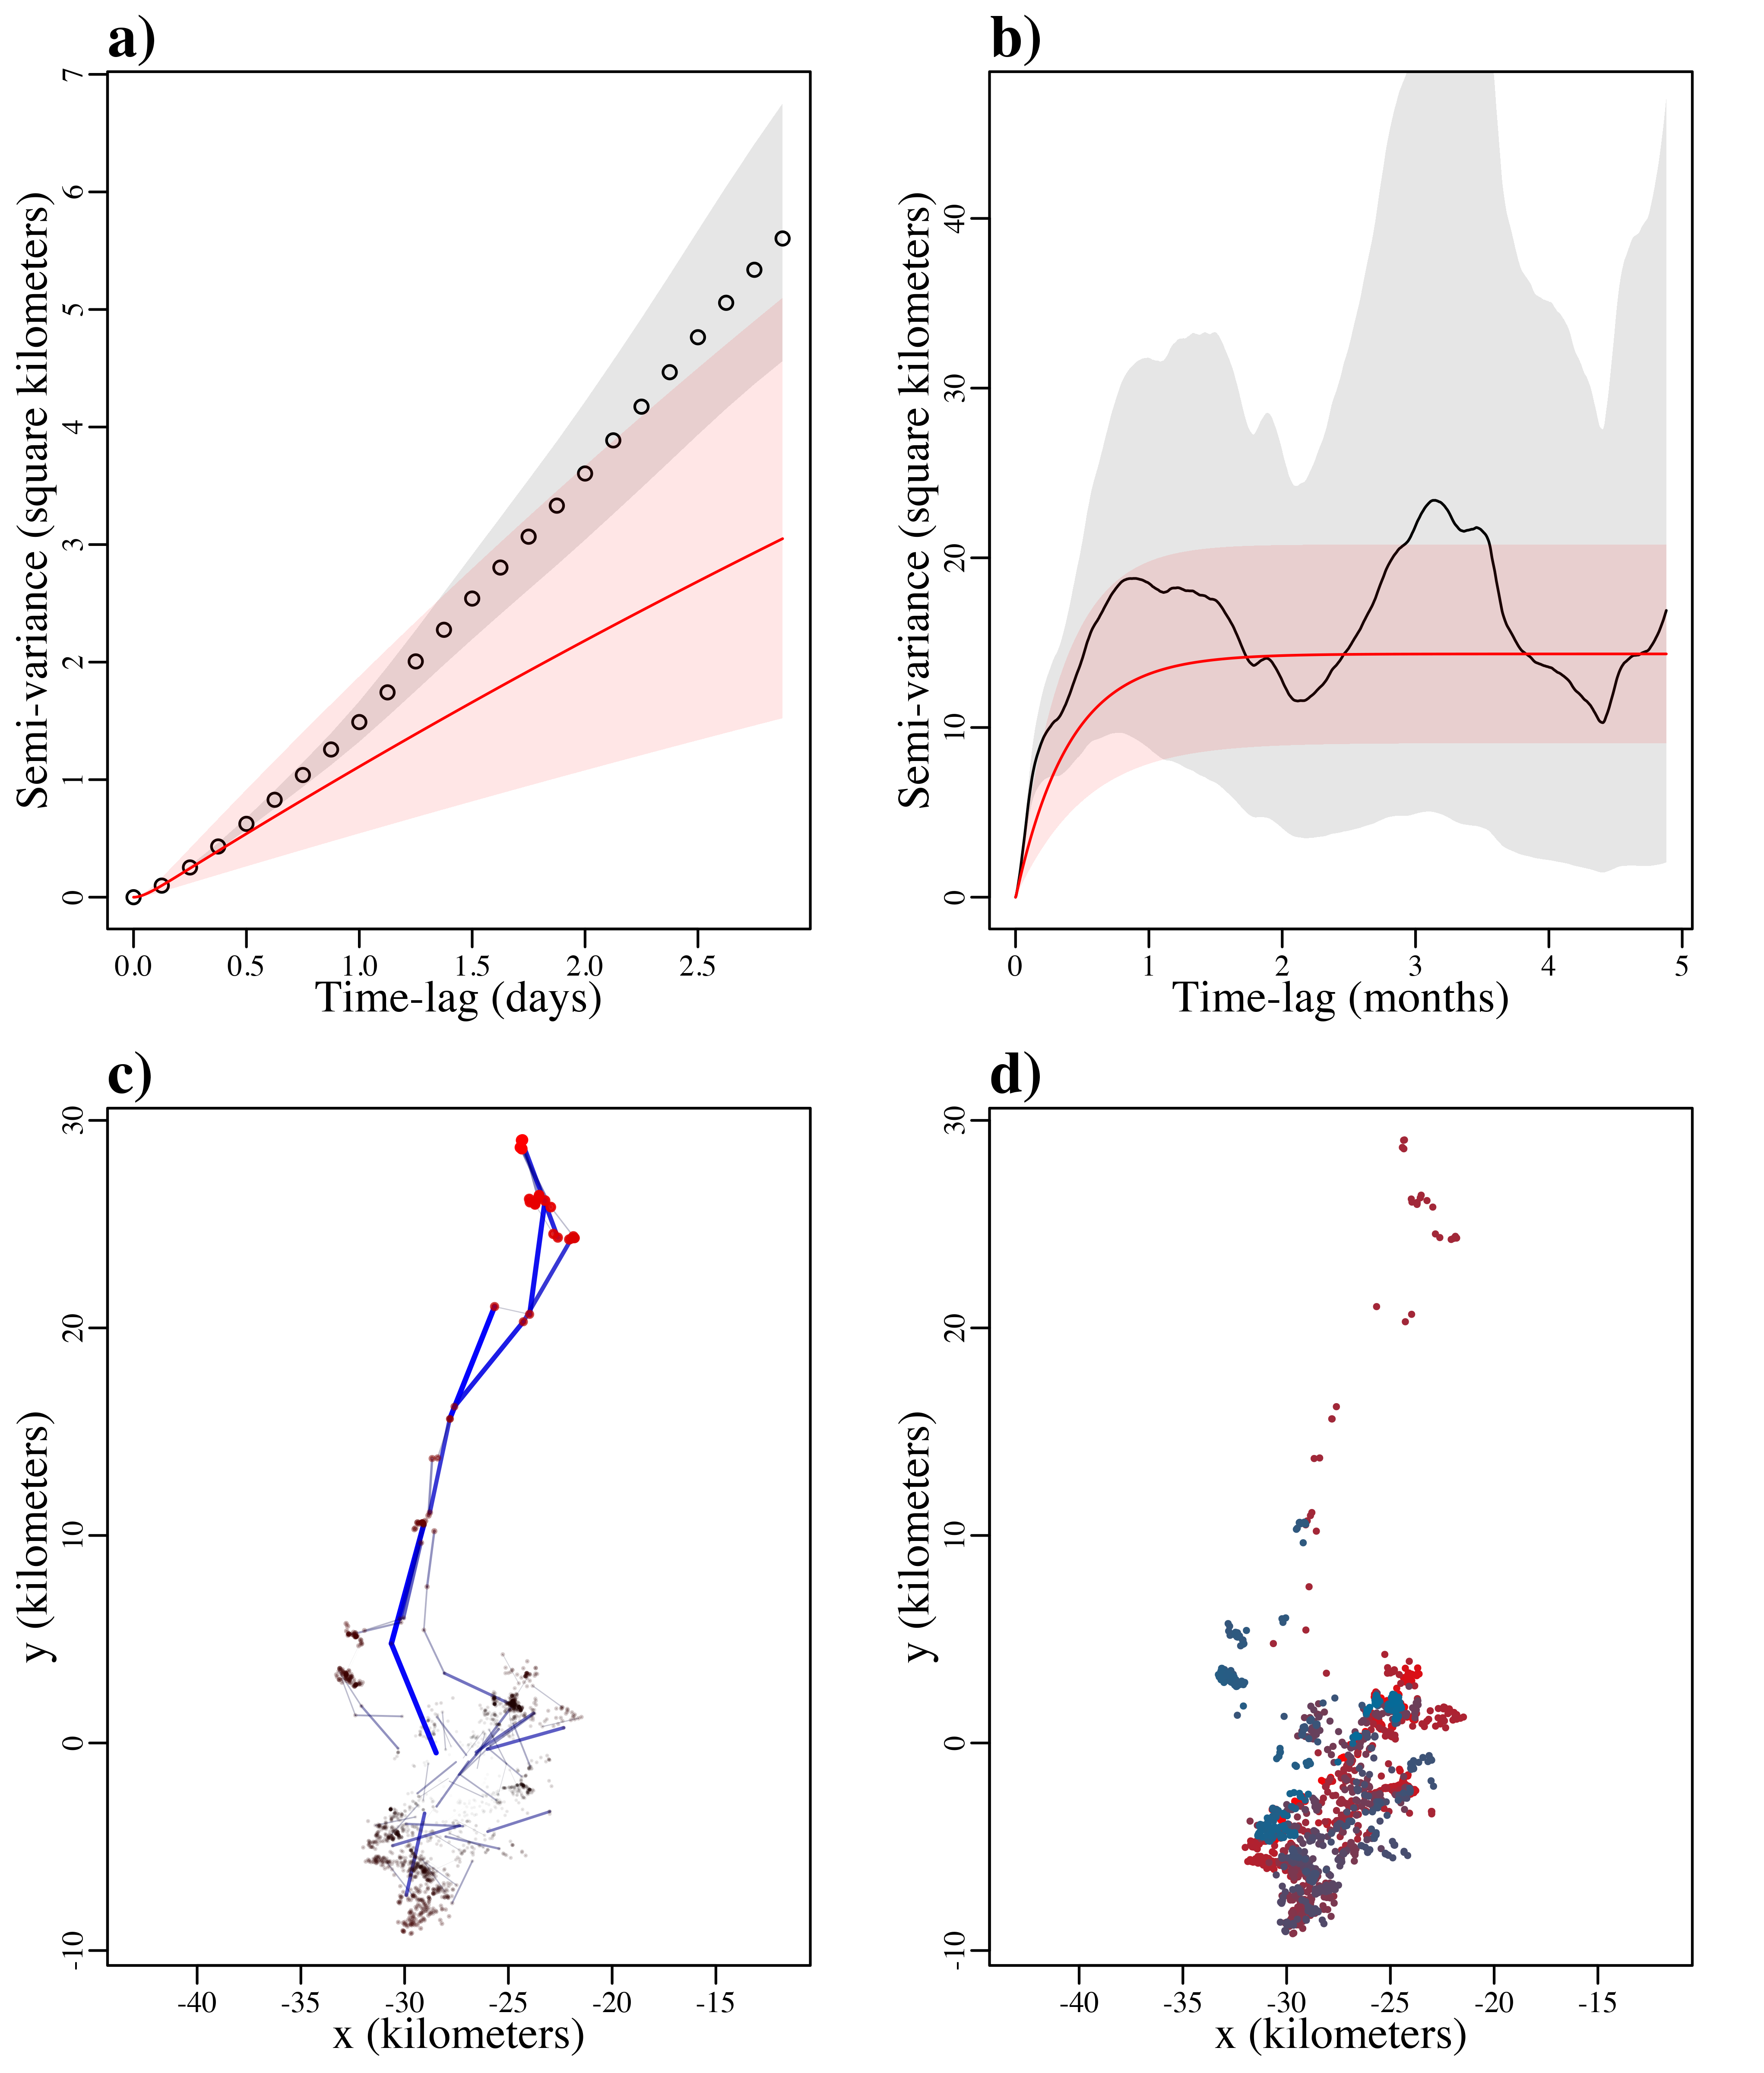 a)
Semi-variance (square kilometers)
7
6
5
4
3
2
1
0
0.0 0.5 1.0 1.5 2.0 2.5
Time-lag (days)
b)
Semi-variance (square kilometers)
40
30
20
10
0
0 1 2 3 4 5
Time-lag (months)
c)
y (kilometers)
30
20
10
0
-10
-40 -35 -30 -25 -20 -15
x (kilometers)
d)
y (kilometers)
30
20
10
0
-10
-40 -35 -30 -25 -20 -15
x (kilometers)